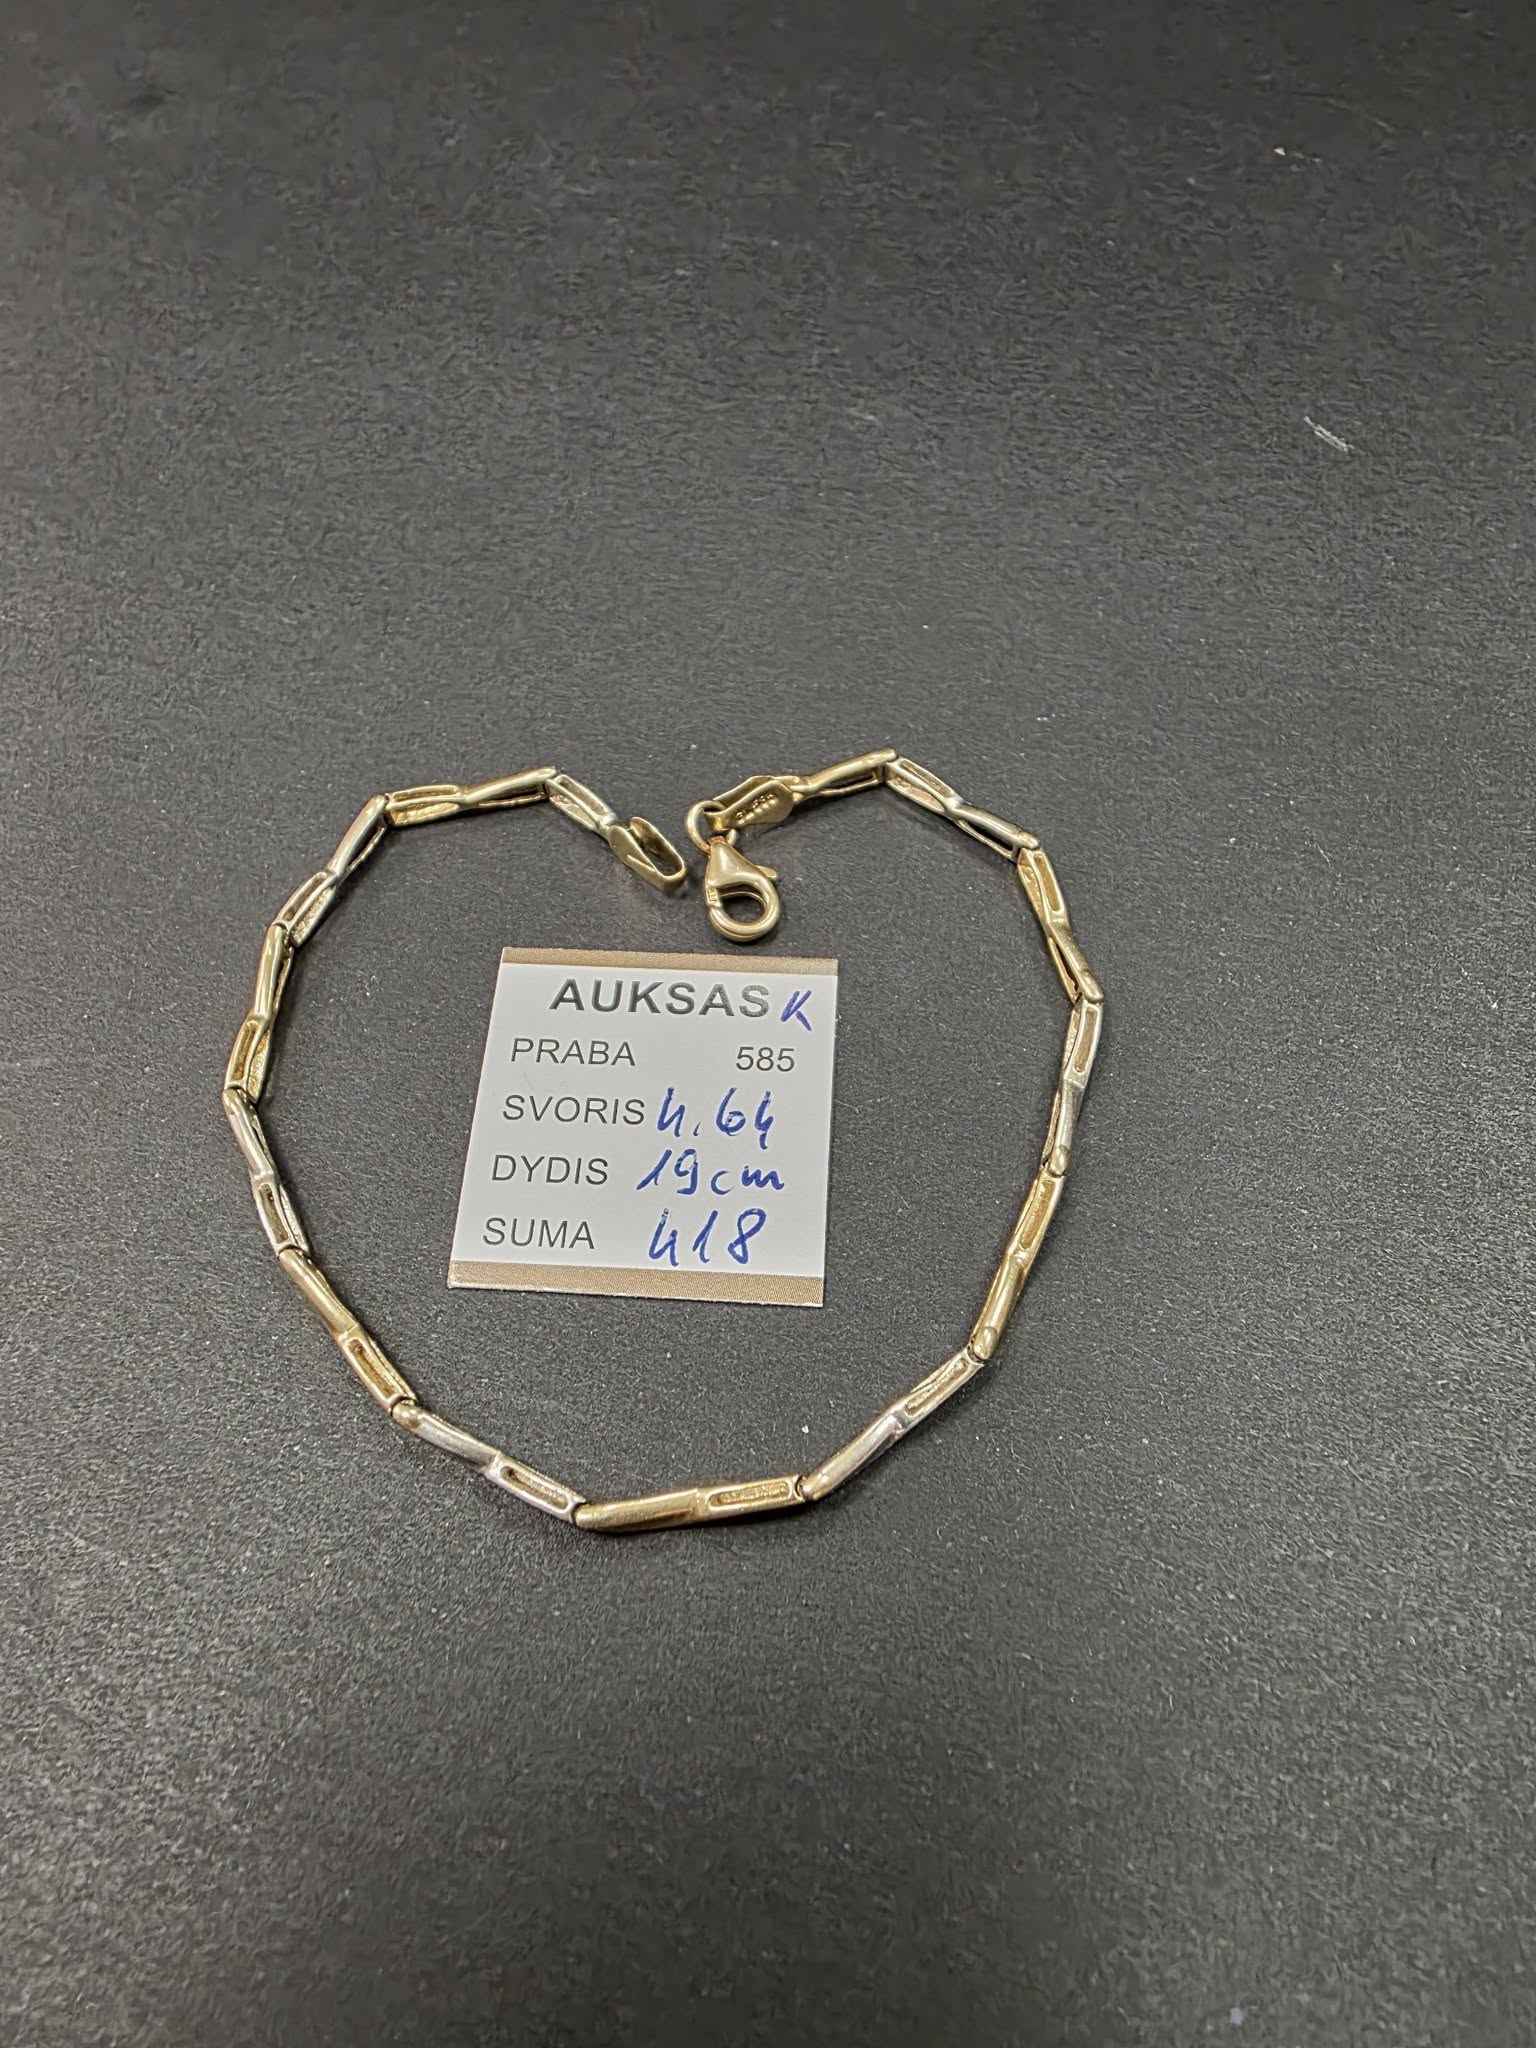 AUKSAS K
PRABA 585
SVORIS 4.64
DYDIS 19cm
SUMA 418